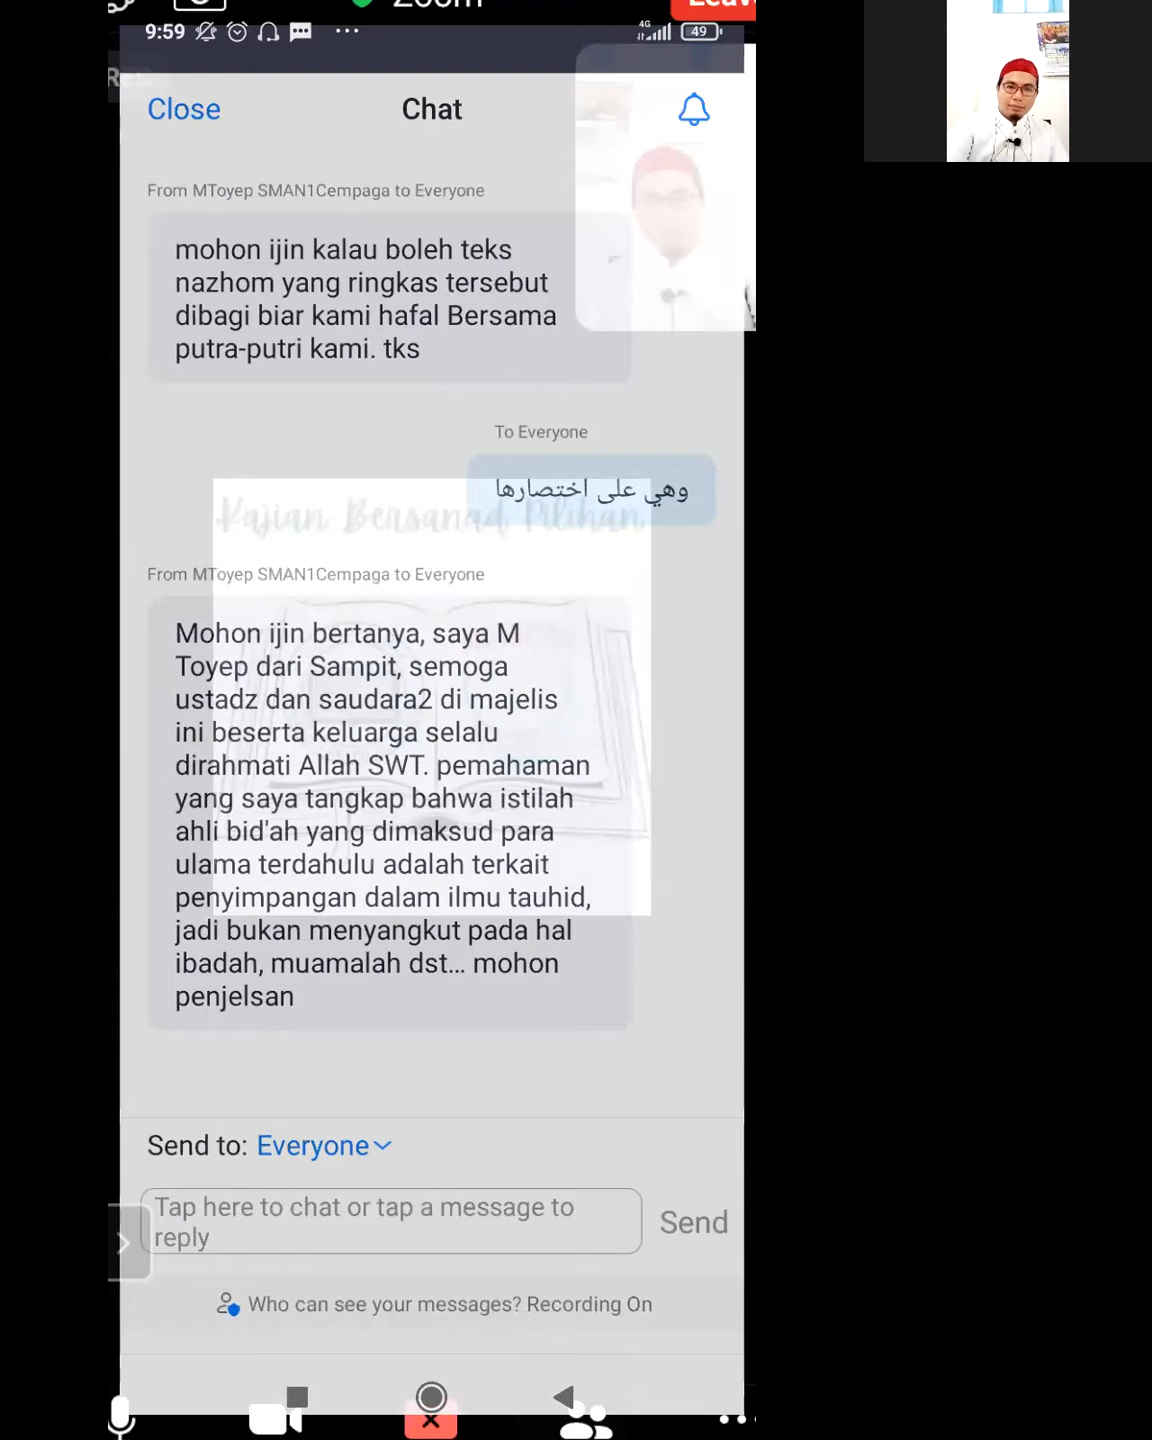 Zoom
Leave
9:59
4G
49
Close
Chat
From MToyep SMAN1Cempaga to Everyone
mohon ijin kalau boleh teks
nazhom yang ringkas tersebut
dibagi biar kami hafal Bersama
putra-putri kami. tks
To Everyone
وهي على اختصارها
Kajian Bersanad Pilihan
From MToyep SMAN1Cempaga to Everyone
Mohon ijin bertanya, saya M
Toyep dari Sampit, semoga
ustadz dan saudara2 di majelis
ini beserta keluarga selalu
dirahmati Allah SWT. pemahaman
yang saya tangkap bahwa istilah
ahli bid'ah yang dimaksud para
ulama terdahulu adalah terkait
penyimpangan dalam ilmu tauhid,
jadi bukan menyangkut pada hal
ibadah, muamalah dst... mohon
penjelsan
Send to: Everyone
Tap here to chat or tap a message to
reply
Send
Who can see your messages? Recording On